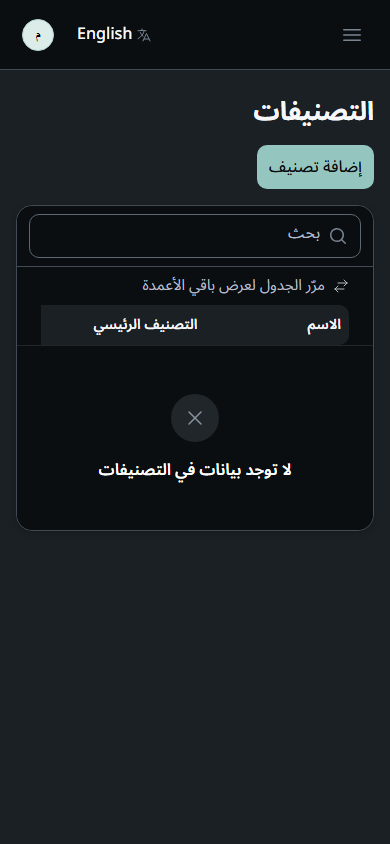 English
م
التصنيفات
إضافة تصنيف
بحث
مرّر الجدول لعرض باقي الأعمدة
الاسم التصنيف الرئيسي
لا توجد بيانات في التصنيفات